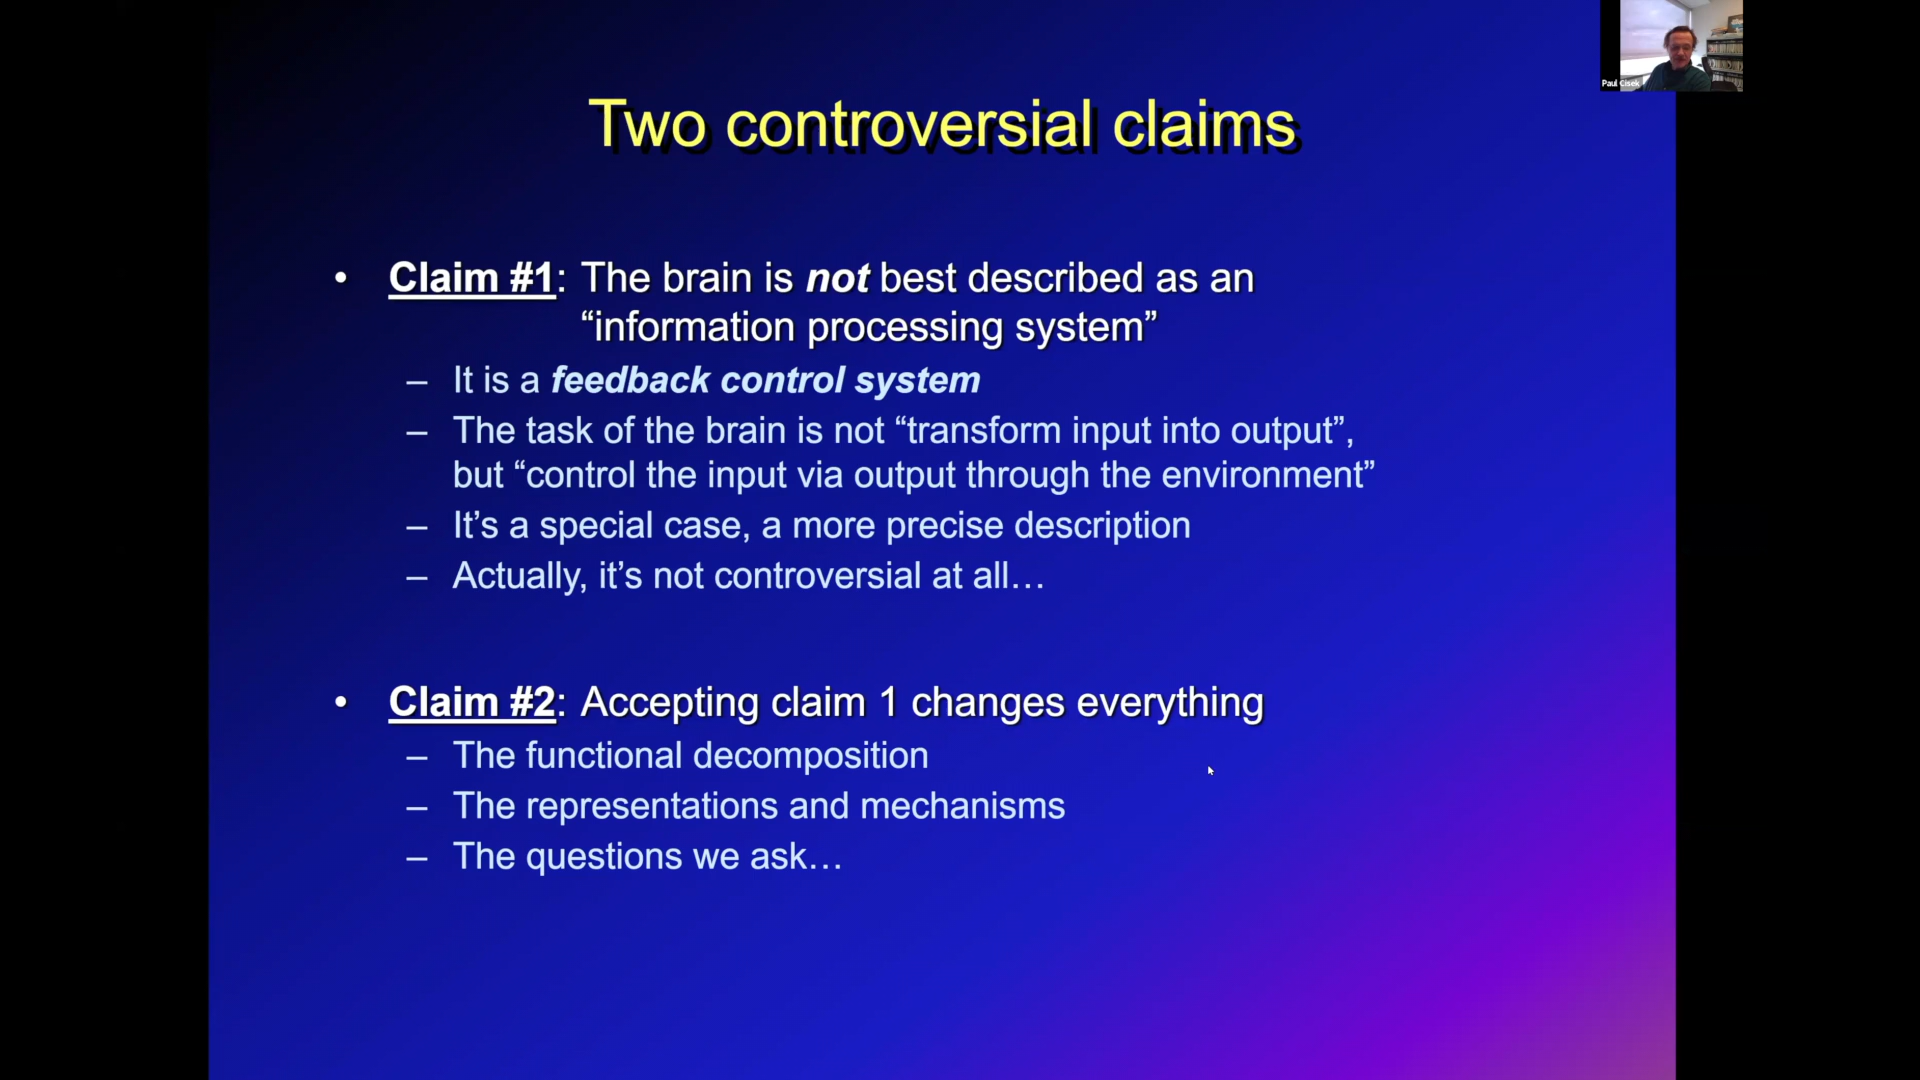 Paul Cisek
Two controversial claims
• Claim #1: The brain is not best described as an
“information processing system”
– It is a feedback control system
– The task of the brain is not “transform input into output”,
but “control the input via output through the environment”
– It’s a special case, a more precise description
– Actually, it’s not controversial at all…
• Claim #2: Accepting claim 1 changes everything
– The functional decomposition
– The representations and mechanisms
– The questions we ask…